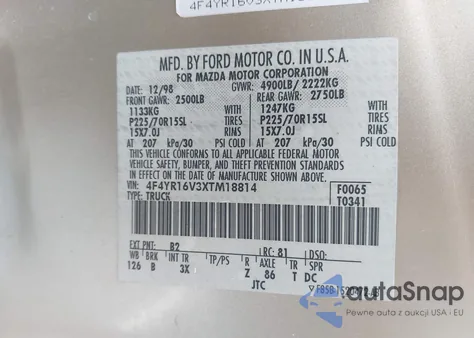 MFD. BY FORD MOTOR CO. IN U.S.A.
FOR MAZDA MOTOR CORPORATION
DATE: 12/98 GVWR: 4900LB/ 2222KG
FRONT GAWR: 2500LB REAR GAWR: 2750LB
1133KG WITH 1247KG WITH
P225/70R15SL TIRES P225/70R15SL TIRES
15X7.0J RIMS 15X7.0J RIMS
AT 207 kPa/30 PSI COLD AT 207 kPa/30 PSI COLD
THIS VEHICLE CONFORMS TO ALL APPLICABLE FEDERAL MOTOR
VEHICLE SAFETY, BUMPER, AND THEFT PREVENTION STANDARDS IN
EFFECT ON THE DATE OF MANUFACTURE SHOWN ABOVE.
VIN: 4F4YR16V3XTM18814 F0065
TYPE: TRUCK T0341
EXT PNT: B2 RC: 81 DSO:
WB BRK INT TR TP/PS R AXLE TR SPR
126 B 3X Z 86 T DC
JTC
autoSnap
Pewne auta z aukcji USA i EU